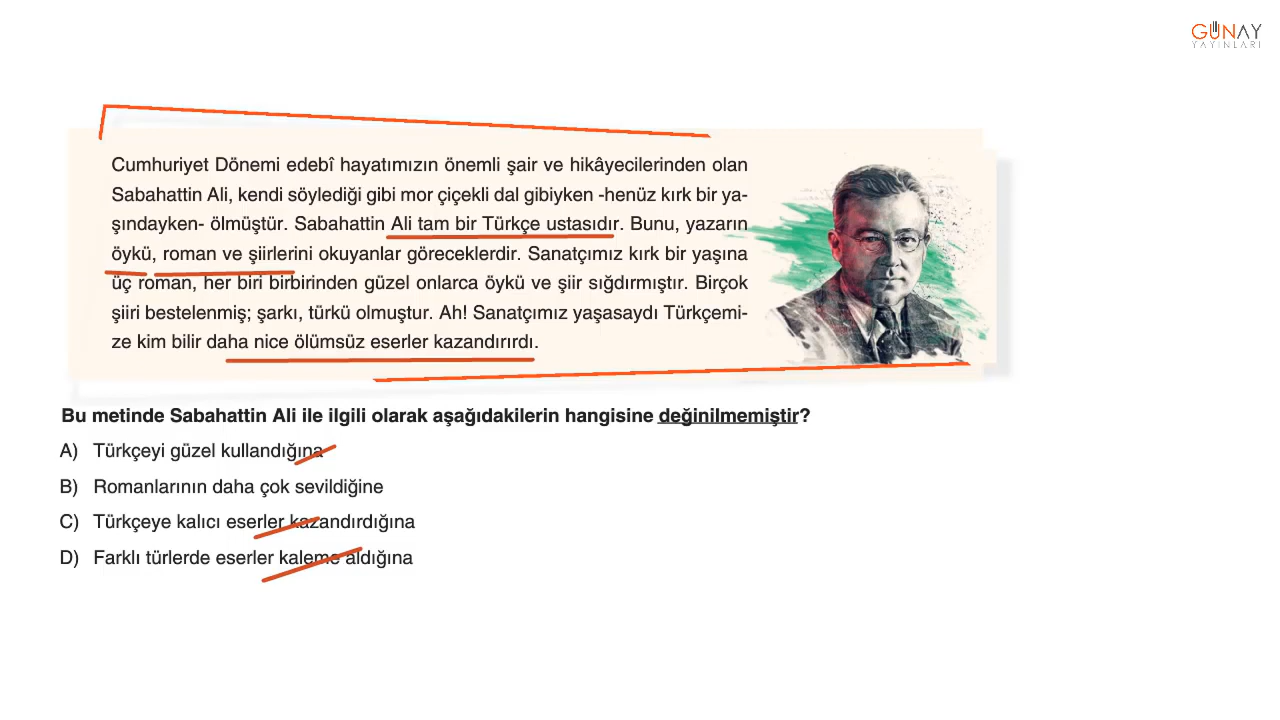 GÜNAY
YAYINLARI
Cumhuriyet Dönemi edebî hayatımızın önemli şair ve hikâyecilerinden olan
Sabahattin Ali, kendi söylediği gibi mor çiçekli dal gibiyken -henüz kırk bir ya-
şındayken- ölmüştür. Sabahattin Ali tam bir Türkçe ustasıdır. Bunu, yazarın
öykü, roman ve şiirlerini okuyanlar göreceklerdir. Sanatçımız kırk bir yaşına
üç roman, her biri birbirinden güzel onlarca öykü ve şiir sığdırmıştır. Birçok
şiiri bestelenmiş; şarkı, türkü olmuştur. Ah! Sanatçımız yaşasaydı Türkçemi-
ze kim bilir daha nice ölümsüz eserler kazandırırdı.
Bu metinde Sabahattin Ali ile ilgili olarak aşağıdakilerin hangisine değinilmemiştir?
A) Türkçeyi güzel kullandığına
B) Romanlarının daha çok sevildiğine
C) Türkçeye kalıcı eserler kazandırdığına
D) Farklı türlerde eserler kaleme aldığına